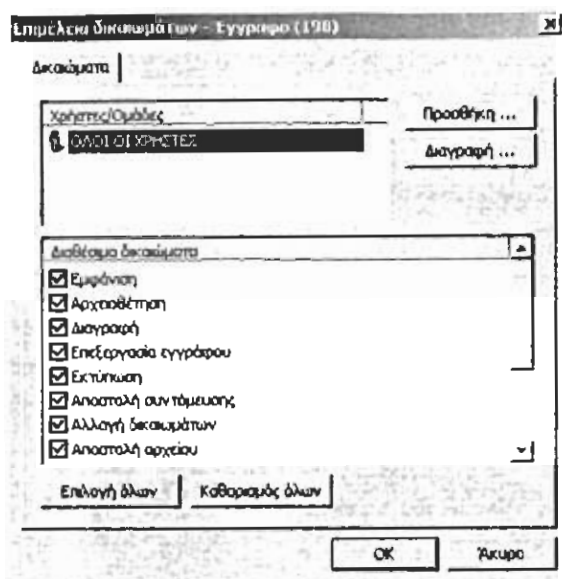 Επιμέλεια δικαιωμάτων - Έγγραφο (198)
Δικαιώματα
Χρήστες/Ομάδες
ΟΛΟΙ ΟΙ ΧΡΗΣΤΕΣ
Προσθήκη ...
Διαγραφή ...
Διαθέσιμα δικαιώματα
Εμφάνιση
Αρχειοθέτηση
Διαγραφή
Επεξεργασία εγγράφου
Εκτύπωση
Αποστολή συντόμευσης
Αλλαγή δικαιωμάτων
Αποστολή αρχείου
Επιλογή όλων Καθαρισμός όλων
OK Άκυρο